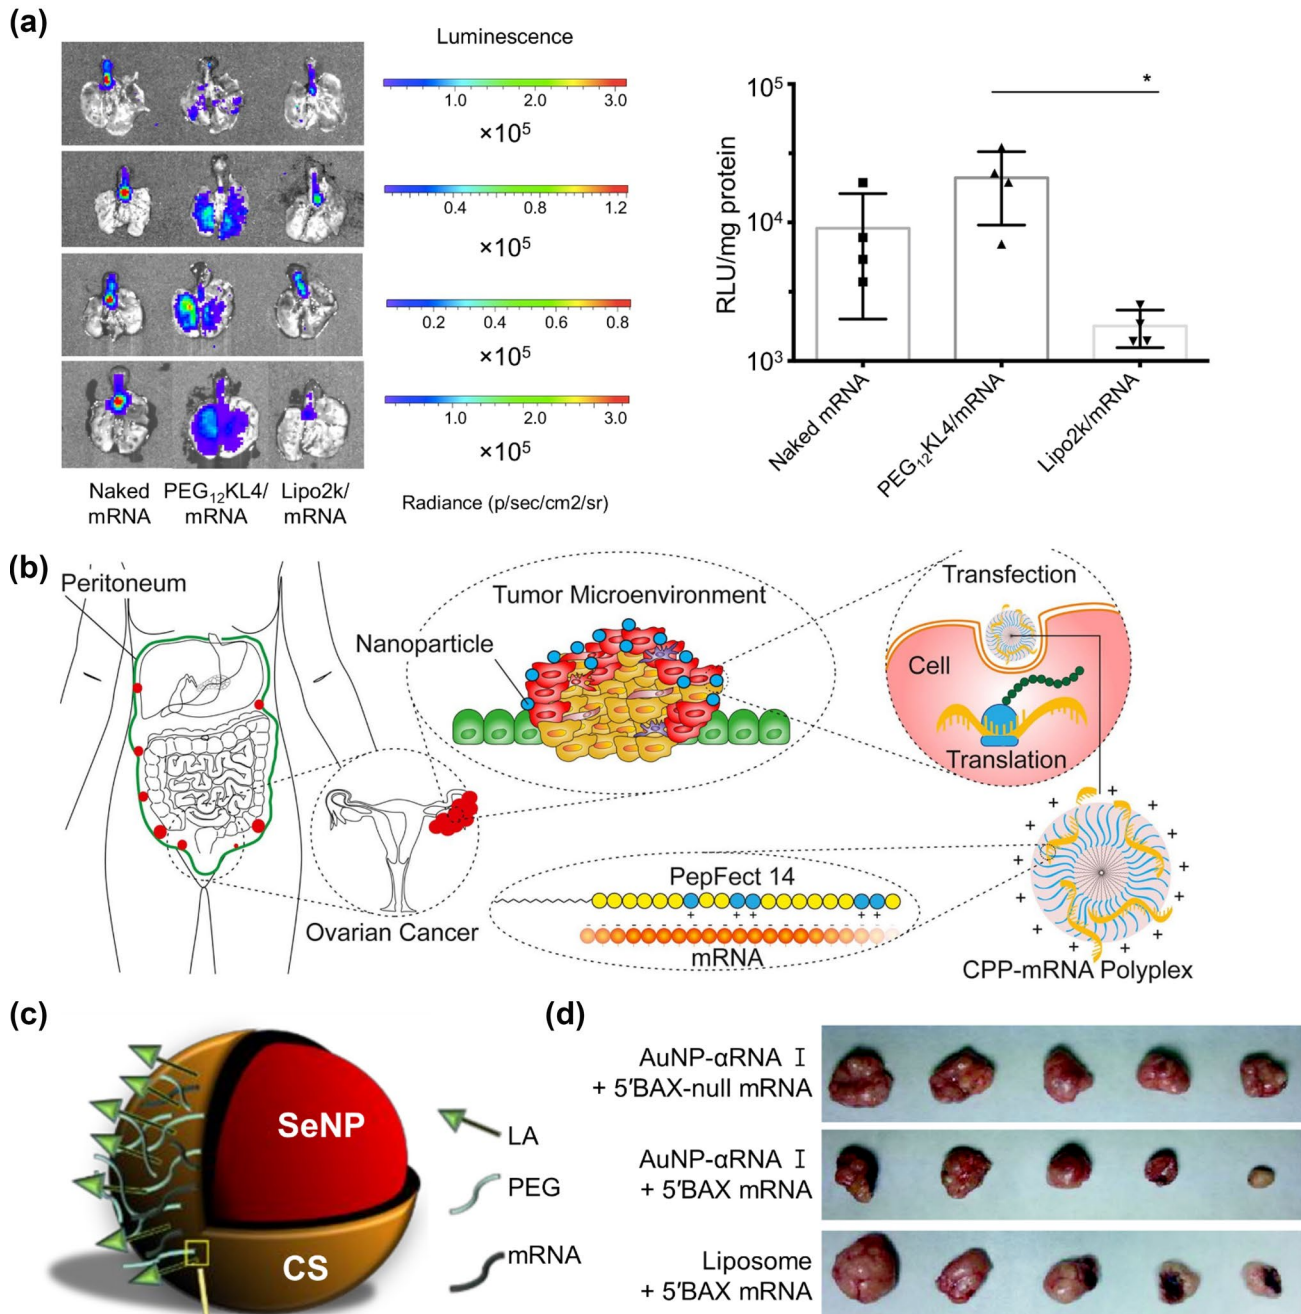 (a)
Luminescence
1.0 2.0 3.0
×10⁵
0.4 0.8 1.2
×10⁵
0.2 0.4 0.6 0.8
×10⁵
1.0 2.0 3.0
×10⁵
Radiance (p/sec/cm2/sr)
Naked
mRNA
PEG₁₂KL4/
mRNA
Lipo2k/
mRNA
*
RLU/mg protein
10⁵
10⁴
10³
Naked mRNA
PEG₁₂KL4/mRNA
Lipo2k/mRNA
(b)
Peritoneum
Nanoparticle
Tumor Microenvironment
Transfection
Cell
Translation
Ovarian Cancer
PepFect 14
+ + + + +
mRNA
+ + + + + + + + + + + + + + +
CPP-mRNA Polyplex
(c)
SeNP
CS
LA
PEG
mRNA
(d)
AuNP-αRNA I
+ 5′BAX-null mRNA
AuNP-αRNA I
+ 5′BAX mRNA
Liposome
+ 5′BAX mRNA